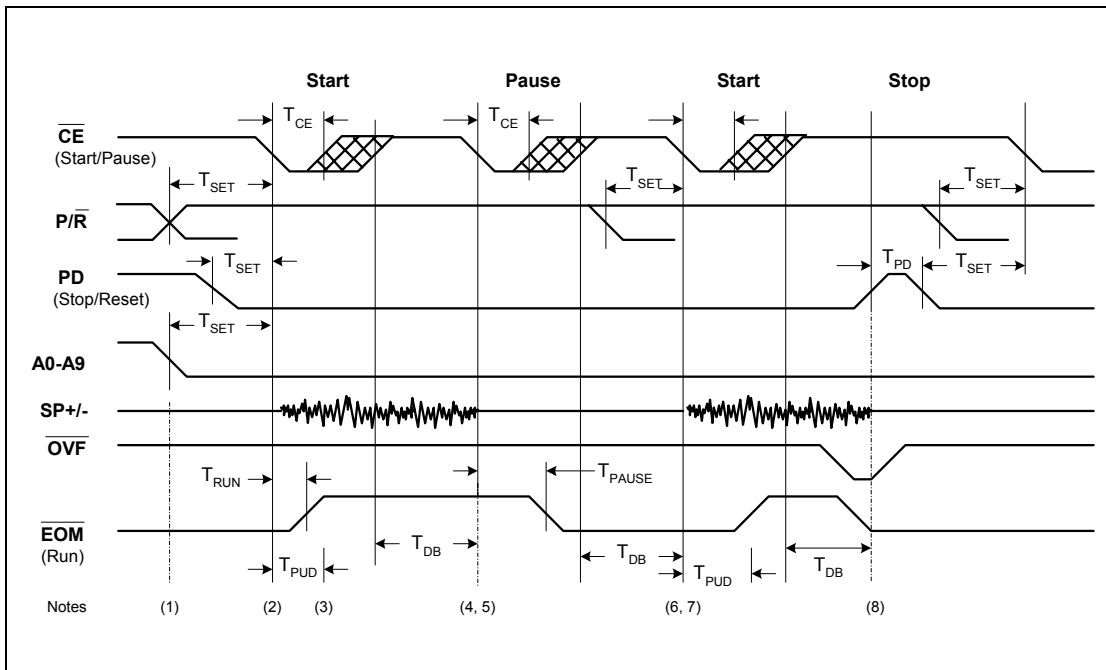 Start Pause Start Stop
CE T_CE T_CE
(Start/Pause)
T_SET T_SET T_SET
P/R
T_SET T_PD T_SET
PD
(Stop/Reset)
T_SET
A0-A9
SP+/-
OVF
T_RUN T_PAUSE
EOM
(Run)
T_DB T_DB T_DB
T_PUD T_PUD
Notes (1) (2) (3) (4, 5) (6, 7) (8)